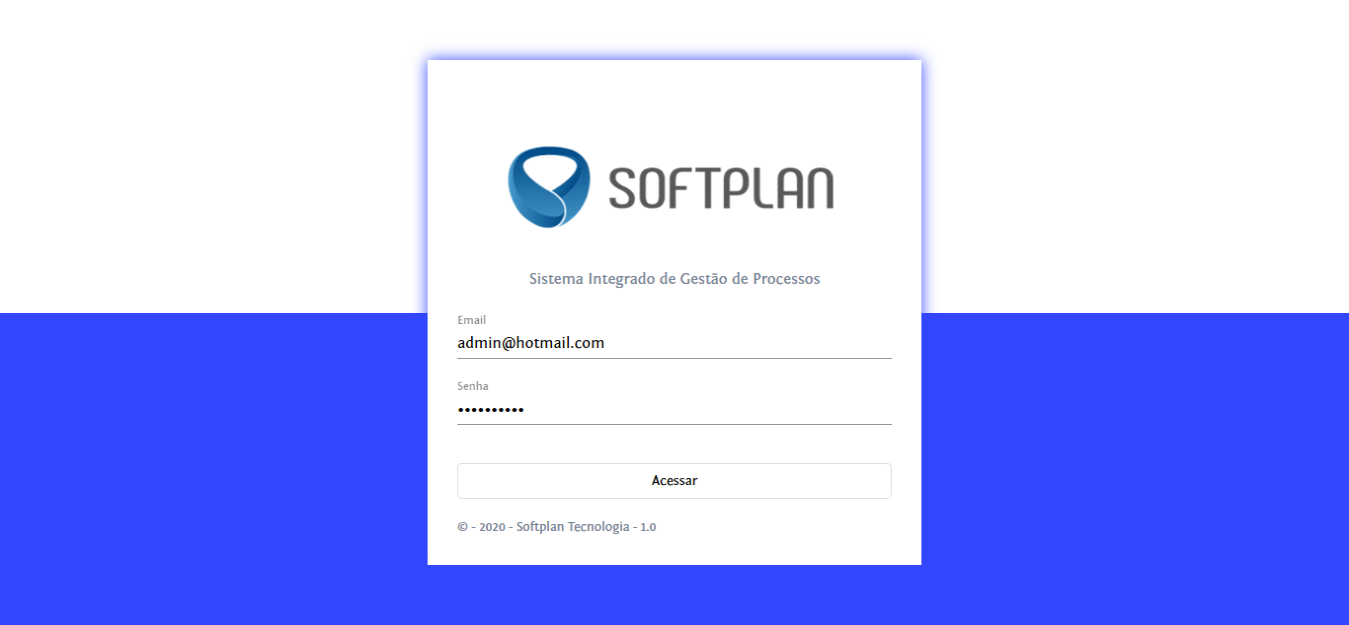 SOFTPLAN
Sistema Integrado de Gestão de Processos
Email
admin@hotmail.com
Senha
••••••••••
Acessar
© - 2020 - Softplan Tecnologia - 1.0